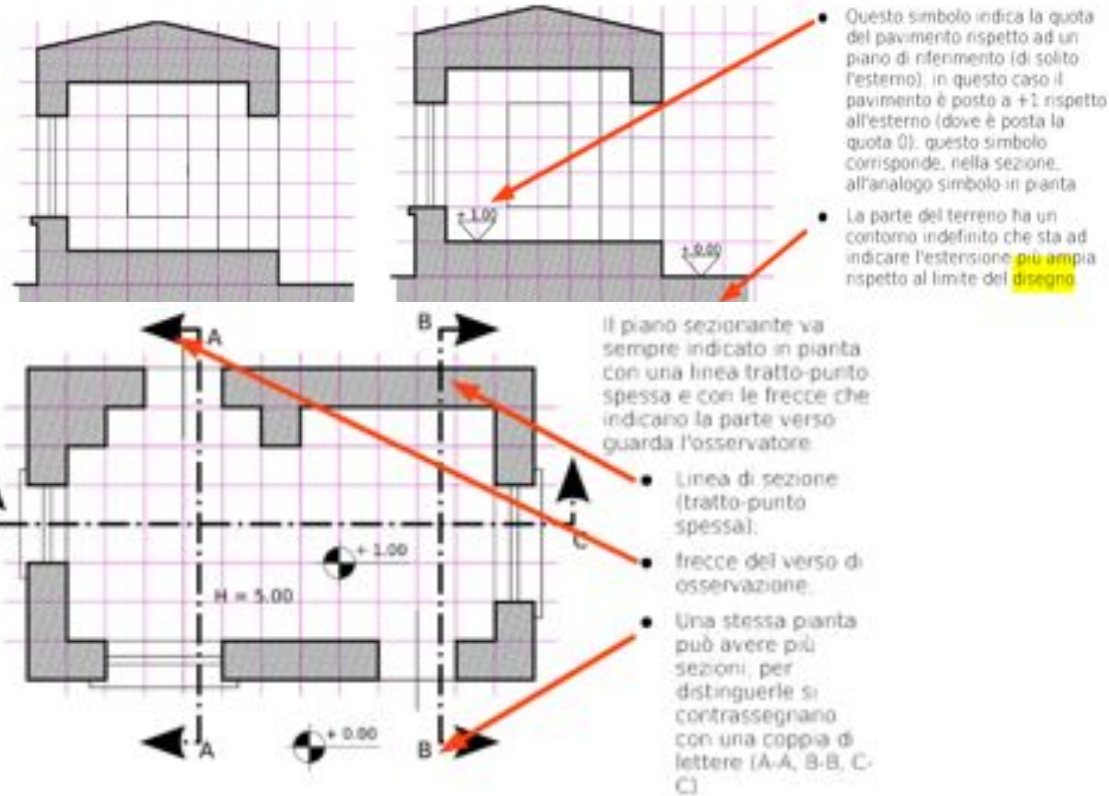 Questo simbolo indica la quota
del pavimento rispetto ad un
piano di riferimento (di solito
l'esterno), in questo caso il
pavimento è posto a +1 rispetto
all'esterno (dove è posta la
quota 0), questo simbolo
corrisponde, nella sezione,
all'analogo simbolo in pianta
La parte del terreno ha un
contorno indefinito che sta ad
indicare l'estensione più ampia
rispetto al limite del disegno
+ 1.00
+ 0.00
Il piano sezionante va
sempre indicato in pianta
con una linea tratto-punto
spessa e con le frecce che
indicano la parte verso
guarda l'osservatore.
Linea di sezione
(tratto-punto
spessa),
frecce del verso di
osservazione,
Una stessa pianta
può avere più
sezioni, per
distinguerle si
contrassegnano
con una coppia di
lettere (A-A, B-B, C-
C)
A
B
C
+ 1.00
H = 5.00
A
+ 0.00
B